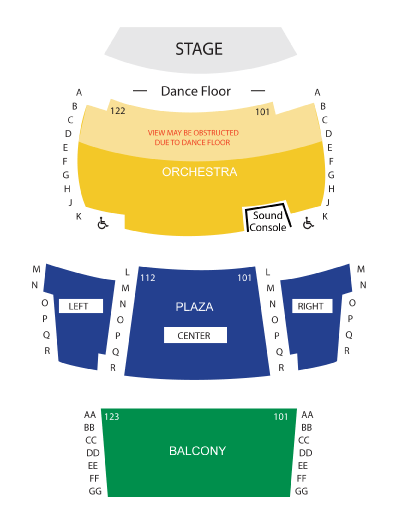 STAGE
— Dance Floor —
A A
B B
C C
D D
E E
F F
G G
H H
J J
K K
122 101
VIEW MAY BE OBSTRUCTED
DUE TO DANCE FLOOR
ORCHESTRA
Sound
Console
M L L M
N M M N
O N N O
P O O P
Q P P Q
R Q Q R
R R
112 101
LEFT
PLAZA
RIGHT
CENTER
AA 123 101 AA
BB BB
CC CC
DD BALCONY DD
EE EE
FF FF
GG GG